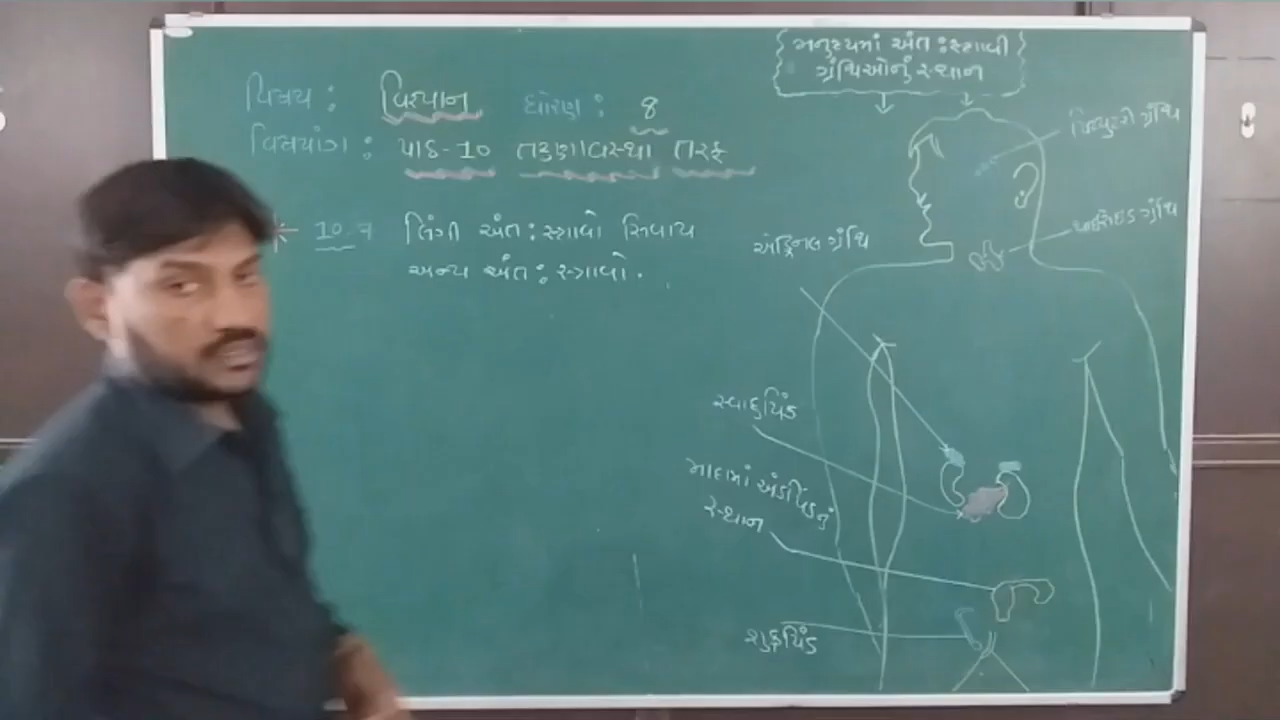 વિષય : વિજ્ઞાન ધોરણ : 8
વિષયાંગ : પાઠ-10 તરુણાવસ્થા તરફ
* 10.7 લિંગી અંત:સ્ત્રાવો સિવાય
અન્ય અંત:સ્ત્રાવો.
મનુષ્યમાં અંત:સ્ત્રાવી
ગ્રંથિઓનું સ્થાન
પિટ્યુટરી ગ્રંથિ
થાઇરોઇડ ગ્રંથિ
એડ્રિનલ ગ્રંથિ
સ્વાદુપિંડ
માદામાં અંડપિંડનું
સ્થાન
શુક્રપિંડ